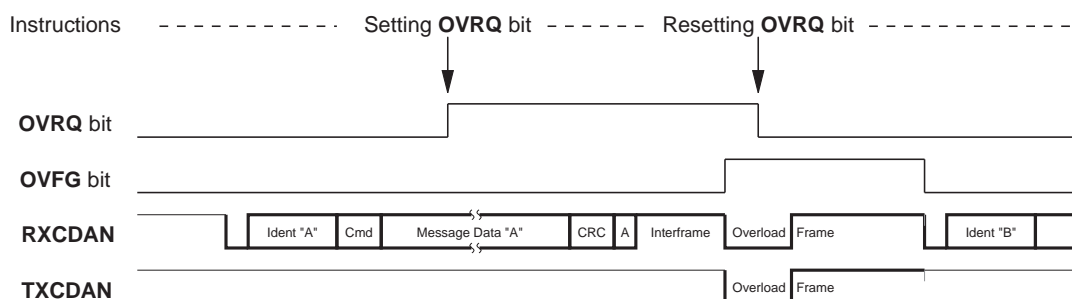 Instructions Setting OVRQ bit Resetting OVRQ bit
OVRQ bit
OVFG bit
RXCDAN Ident "A" Cmd Message Data "A" CRC A Interframe Overload Frame Ident "B"
TXCDAN Overload Frame